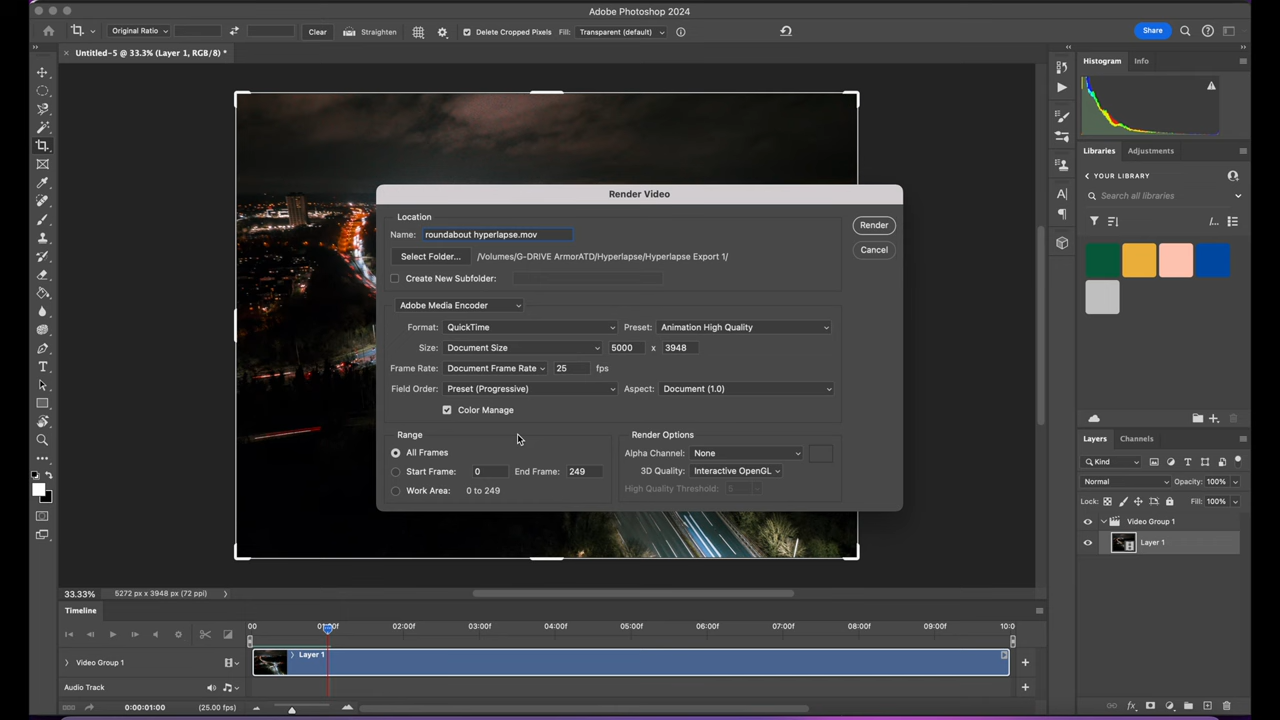 Adobe Photoshop 2024
Original Ratio
Clear
Straighten
Delete Cropped Pixels
Fill: Transparent (default)
Share
Untitled-5 @ 33.3% (Layer 1, RGB/8) *
Histogram
Info
Libraries
Adjustments
YOUR LIBRARY
Search all libraries
Render Video
Location
Name: roundabout hyperlapse.mov
Render
Select Folder... /Volumes/G-DRIVE ArmorATD/Hyperlapse/Hyperlapse Export 1/
Cancel
Create New Subfolder:
Adobe Media Encoder
Format: QuickTime Preset: Animation High Quality
Size: Document Size 5000 x 3948
Frame Rate: Document Frame Rate 25 fps
Field Order: Preset (Progressive) Aspect: Document (1.0)
Color Manage
Range
All Frames
Start Frame: 0 End Frame: 249
Work Area: 0 to 249
Render Options
Alpha Channel: None
3D Quality: Interactive OpenGL
High Quality Threshold: 5
Layers
Channels
Kind
Normal Opacity: 100%
Lock: Fill: 100%
Video Group 1
Layer 1
33.33% 5272 px x 3948 px (72 ppi)
Timeline
00 01:00f 02:00f 03:00f 04:00f 05:00f 06:00f 07:00f 08:00f 09:00f 10:0
Video Group 1
Layer 1
Audio Track
0:00:01:00 (25.00 fps)
fx